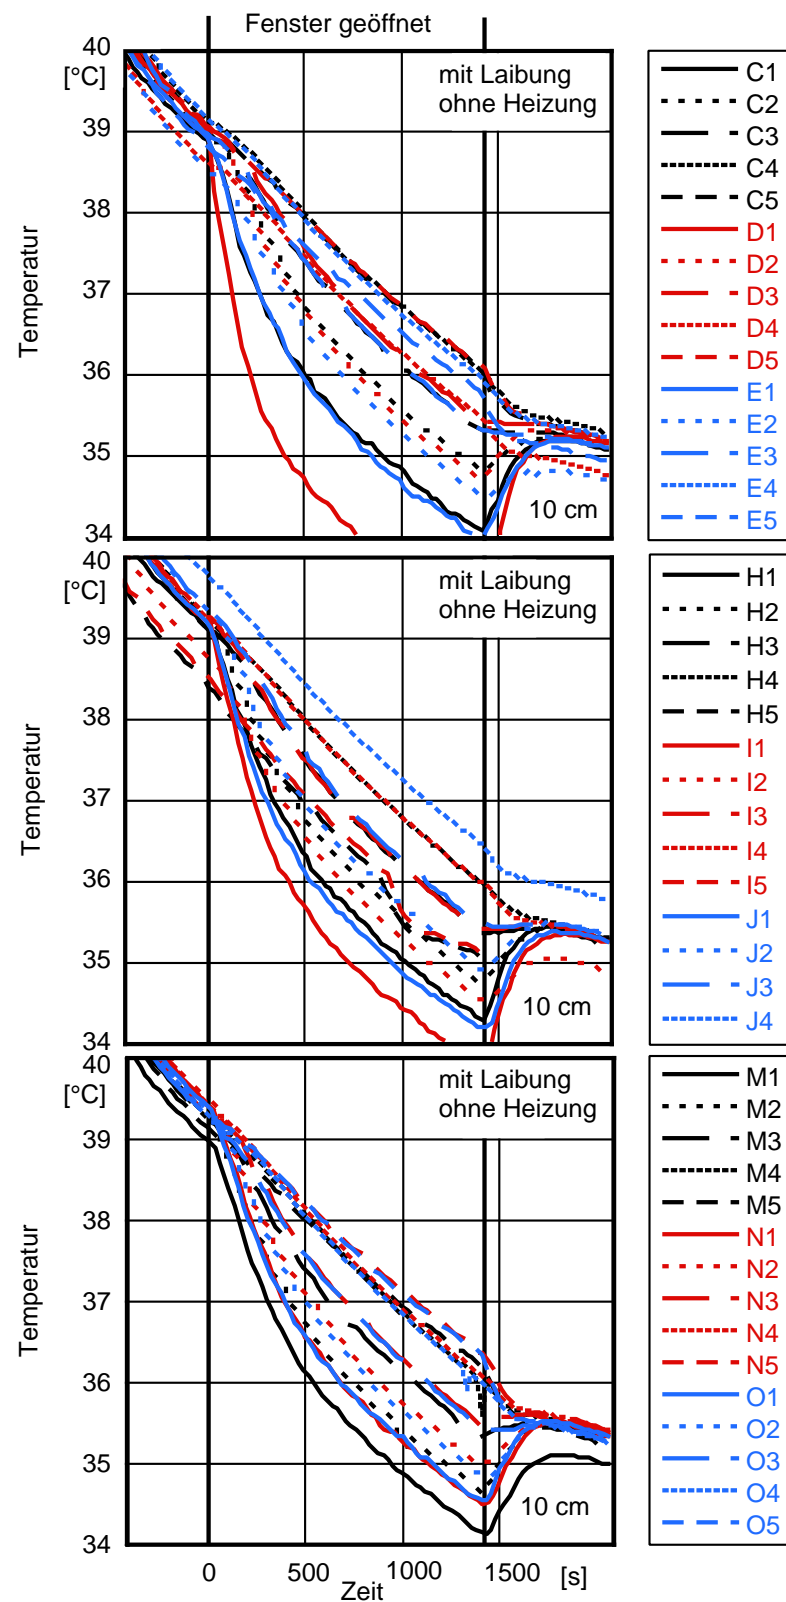 Fenster geöffnet
40
[°C]
39
38
37
36
35
34
Temperatur
mit Laibung
ohne Heizung
10 cm
C1
C2
C3
C4
C5
D1
D2
D3
D4
D5
E1
E2
E3
E4
E5
40
[°C]
39
38
37
36
35
34
Temperatur
mit Laibung
ohne Heizung
10 cm
H1
H2
H3
H4
H5
I1
I2
I3
I4
I5
J1
J2
J3
J4
40
[°C]
39
38
37
36
35
34
Temperatur
mit Laibung
ohne Heizung
10 cm
M1
M2
M3
M4
M5
N1
N2
N3
N4
N5
O1
O2
O3
O4
O5
0 500 1000 1500 [s]
Zeit